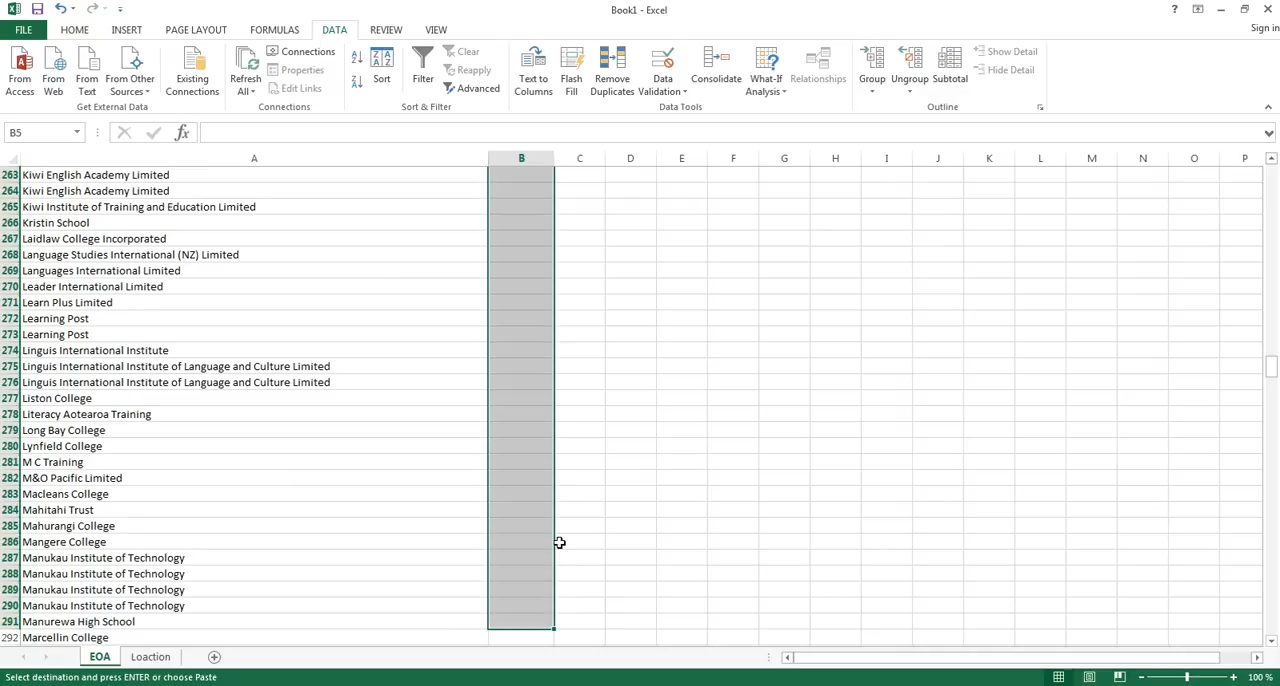 Book1 - Excel
?
Sign in
FILE HOME INSERT PAGE LAYOUT FORMULAS DATA REVIEW VIEW
From Access
From Web
From Text
From Other Sources
Existing Connections
Refresh All
Connections
Properties
Edit Links
Sort
Filter
Clear
Reapply
Advanced
Text to Columns
Flash Fill
Remove Duplicates
Data Validation
Consolidate
What-If Analysis
Relationships
Group
Ungroup
Subtotal
Show Detail
Hide Detail
Get External Data
Connections
Sort & Filter
Data Tools
Outline
B5
fx
A B C D E F G H I J K L M N O P
263 Kiwi English Academy Limited
264 Kiwi English Academy Limited
265 Kiwi Institute of Training and Education Limited
266 Kristin School
267 Laidlaw College Incorporated
268 Language Studies International (NZ) Limited
269 Languages International Limited
270 Leader International Limited
271 Learn Plus Limited
272 Learning Post
273 Learning Post
274 Linguis International Institute
275 Linguis International Institute of Language and Culture Limited
276 Linguis International Institute of Language and Culture Limited
277 Liston College
278 Literacy Aotearoa Training
279 Long Bay College
280 Lynfield College
281 M C Training
282 M&O Pacific Limited
283 Macleans College
284 Mahitahi Trust
285 Mahurangi College
286 Mangere College
287 Manukau Institute of Technology
288 Manukau Institute of Technology
289 Manukau Institute of Technology
290 Manukau Institute of Technology
291 Manurewa High School
292 Marcellin College
EOA Loaction
Select destination and press ENTER or choose Paste
100 %